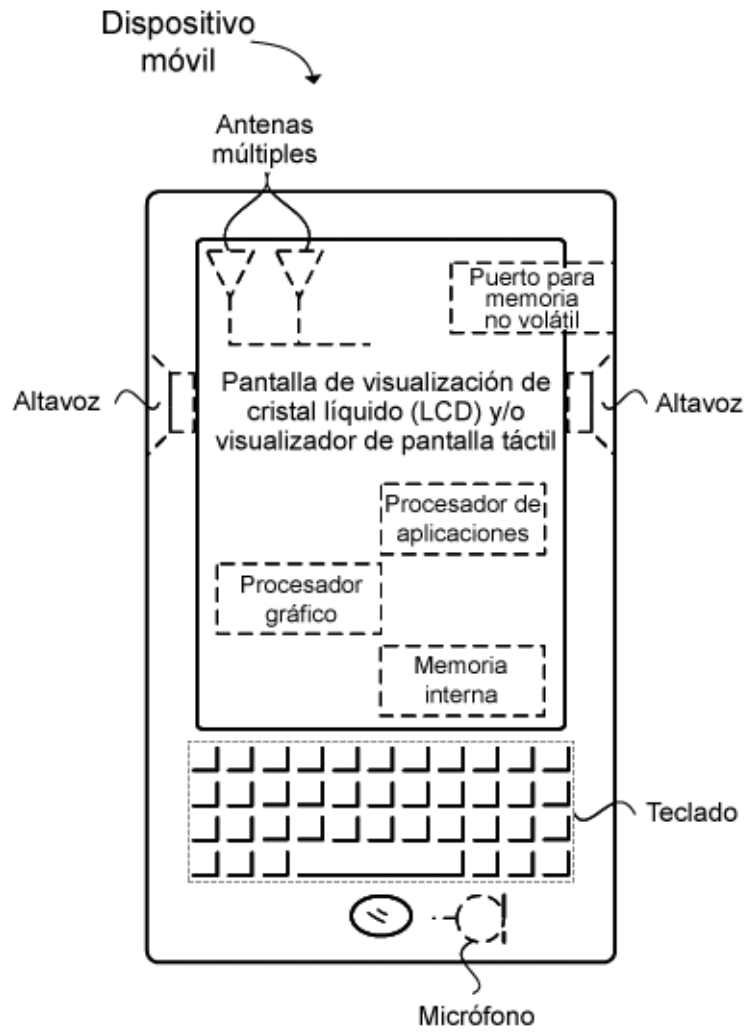 Dispositivo
móvil
Antenas
múltiples
Puerto para
memoria
no volátil
Altavoz
Pantalla de visualización de
cristal líquido (LCD) y/o
visualizador de pantalla táctil
Altavoz
Procesador de
aplicaciones
Procesador
gráfico
Memoria
interna
Teclado
Micrófono